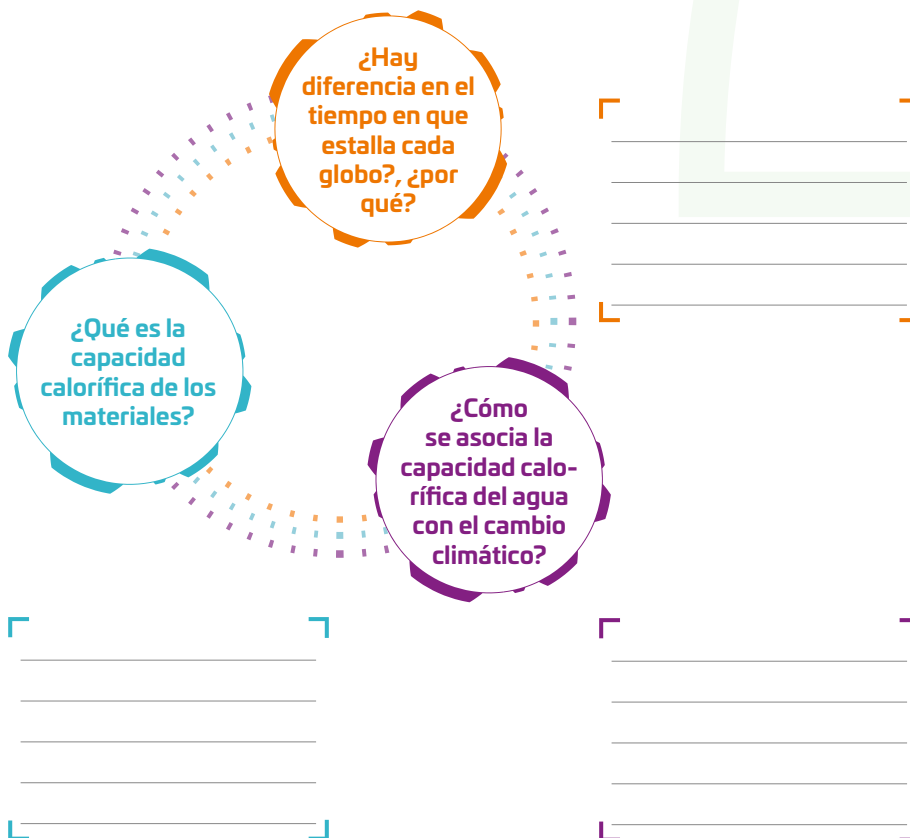 ¿Hay
diferencia en el
tiempo en que
estalla cada
globo?, ¿por
qué?
¿Qué es la
capacidad
calorífica de los
materiales?
¿Cómo
se asocia la
capacidad calo-
rífica del agua
con el cambio
climático?